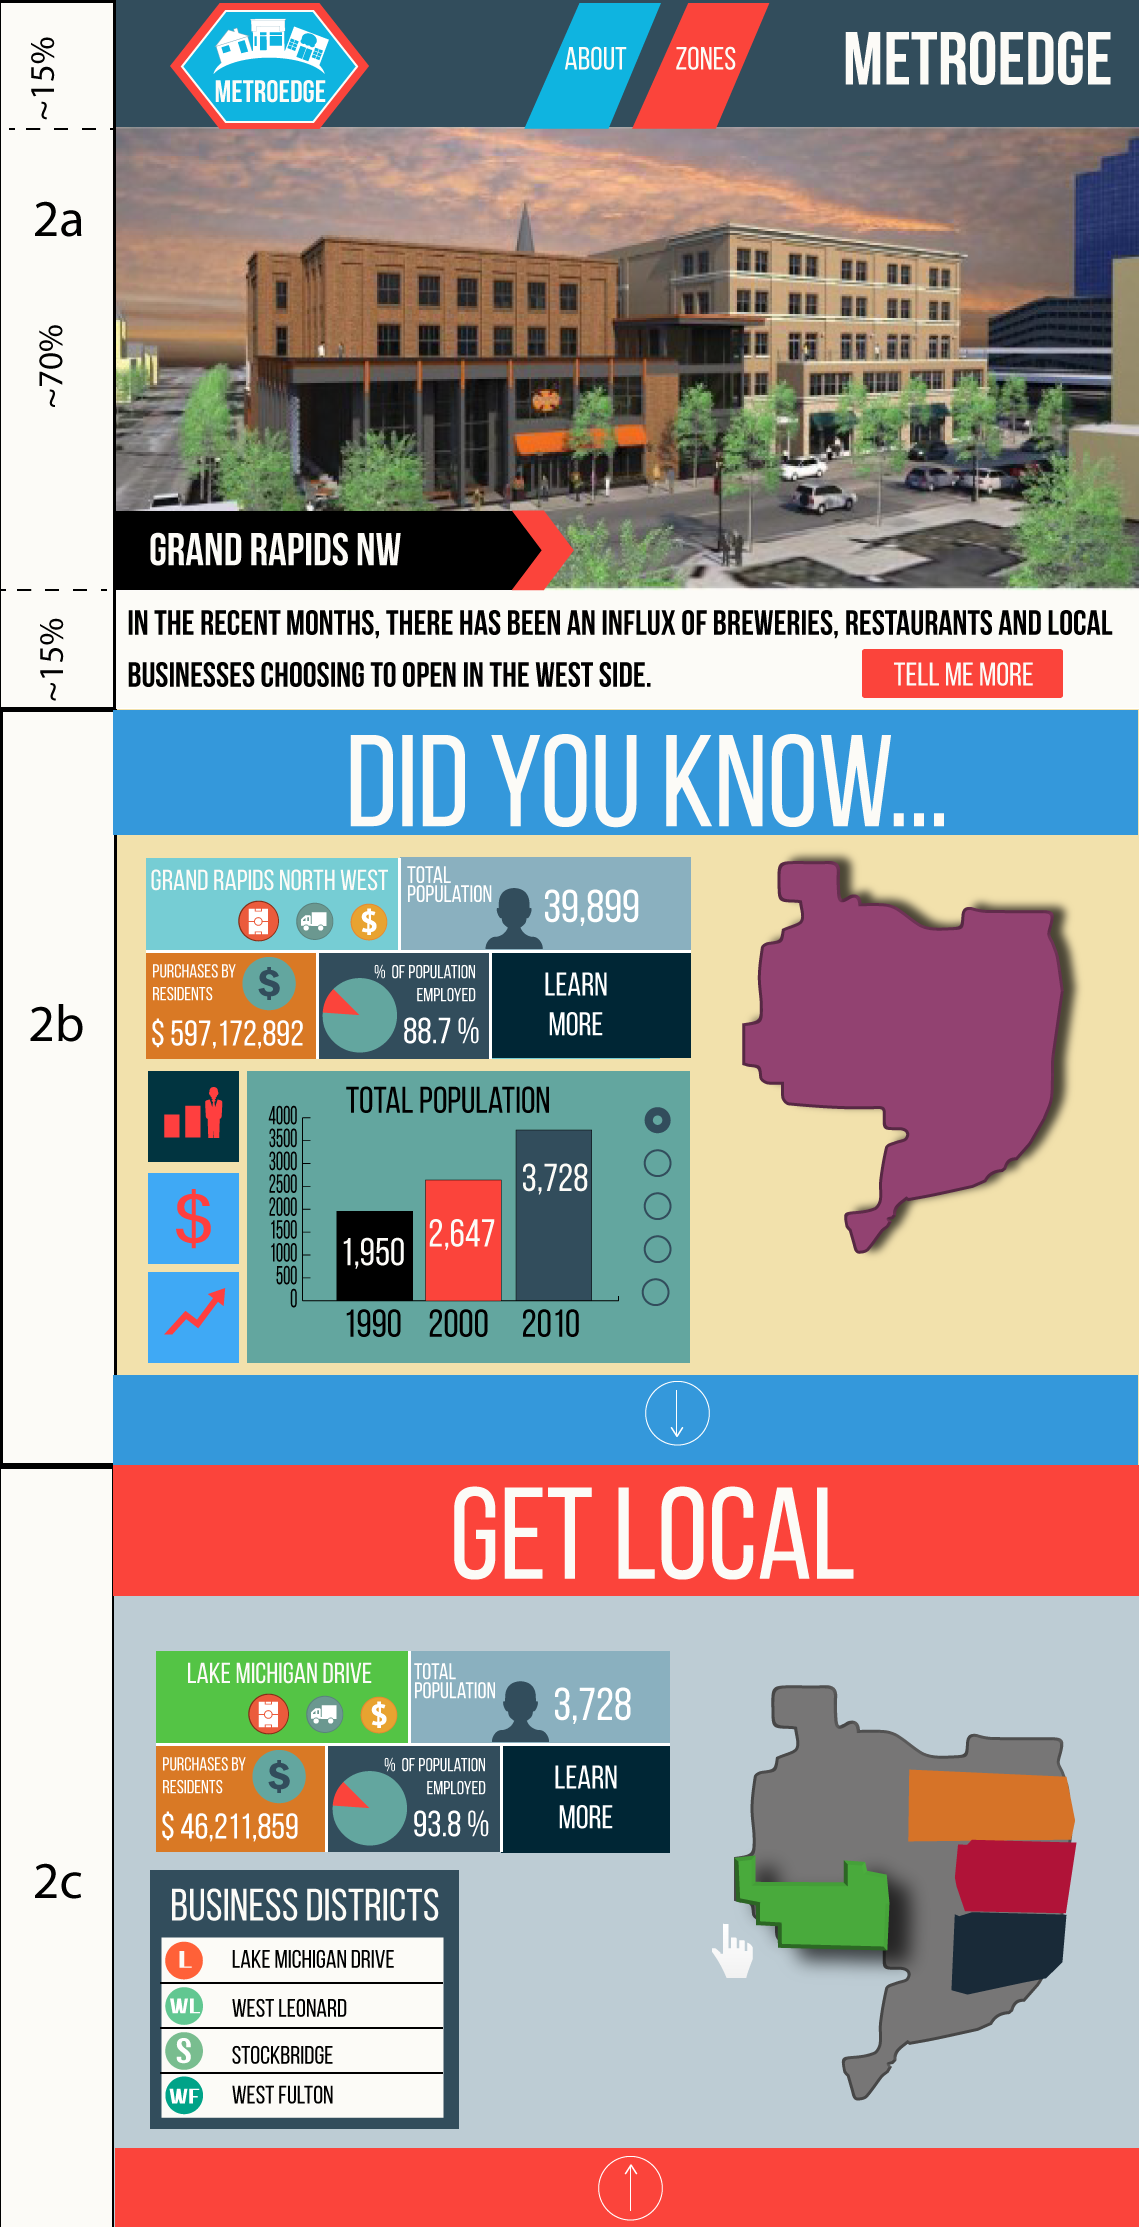 ~15%
METROEDGE
ABOUT
ZONES
METROEDGE
2a
~70%
GRAND RAPIDS NW
~15%
IN THE RECENT MONTHS, THERE HAS BEEN AN INFLUX OF BREWERIES, RESTAURANTS AND LOCAL
BUSINESSES CHOOSING TO OPEN IN THE WEST SIDE.
TELL ME MORE
DID YOU KNOW...
2b
GRAND RAPIDS NORTH WEST
$
TOTAL
POPULATION
39,899
PURCHASES BY
RESIDENTS
$
$ 597,172,892
% OF POPULATION
EMPLOYED
88.7 %
LEARN
MORE
$
TOTAL POPULATION
4000
3500
3000
2500
2000
1500
1000
500
0
1,950
2,647
3,728
1990
2000
2010
GET LOCAL
2c
LAKE MICHIGAN DRIVE
$
TOTAL
POPULATION
3,728
PURCHASES BY
RESIDENTS
$
$ 46,211,859
% OF POPULATION
EMPLOYED
93.8 %
LEARN
MORE
BUSINESS DISTRICTS
L LAKE MICHIGAN DRIVE
WL WEST LEONARD
S STOCKBRIDGE
WF WEST FULTON